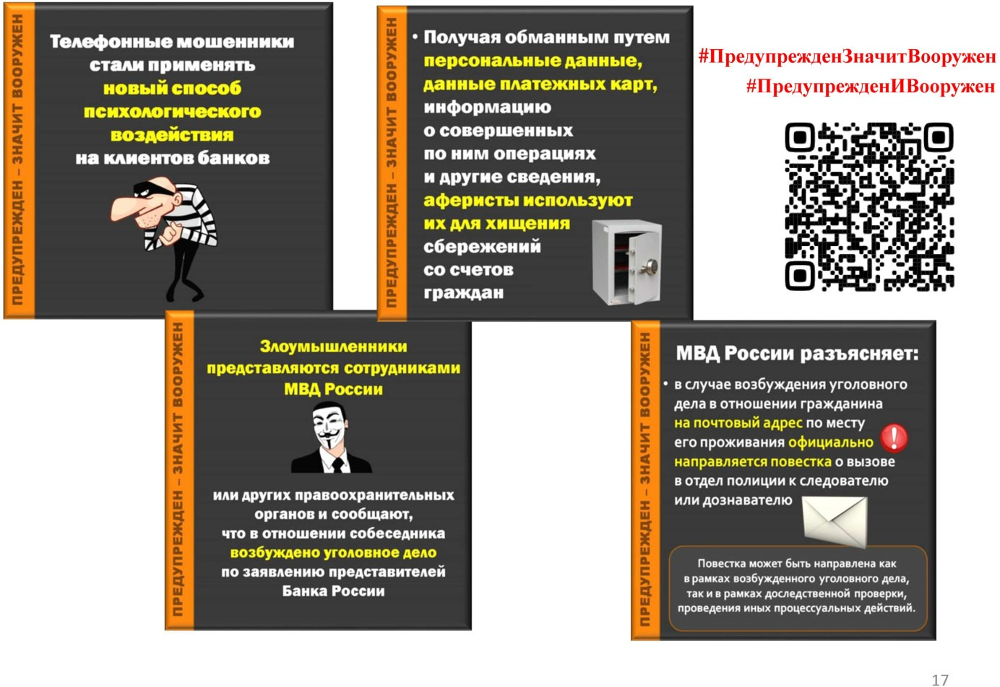 ПРЕДУПРЕЖДЕН – ЗНАЧИТ ВООРУЖЕН
Телефонные мошенники
стали применять
новый способ
психологического
воздействия
на клиентов банков
ПРЕДУПРЕЖДЕН – ЗНАЧИТ ВООРУЖЕН
• Получая обманным путем
персональные данные,
данные платежных карт,
информацию
о совершенных
по ним операциях
и другие сведения,
аферисты используют
их для хищения
сбережений
со счетов
граждан
#ПредупрежденЗначитВооружен
#ПредупрежденИВооружен
ПРЕДУПРЕЖДЕН – ЗНАЧИТ ВООРУЖЕН
Злоумышленники
представляются сотрудниками
МВД России
или других правоохранительных
органов и сообщают,
что в отношении собеседника
возбуждено уголовное дело
по заявлению представителей
Банка России
ПРЕДУПРЕЖДЕН – ЗНАЧИТ ВООРУЖЕН
МВД России разъясняет:
• в случае возбуждения уголовного
дела в отношении гражданина
на почтовый адрес по месту
его проживания официально
направляется повестка о вызове
в отдел полиции к следователю
или дознавателю
Повестка может быть направлена как
в рамках возбужденного уголовного дела,
так и в рамках доследственной проверки,
проведения иных процессуальных действий.
17